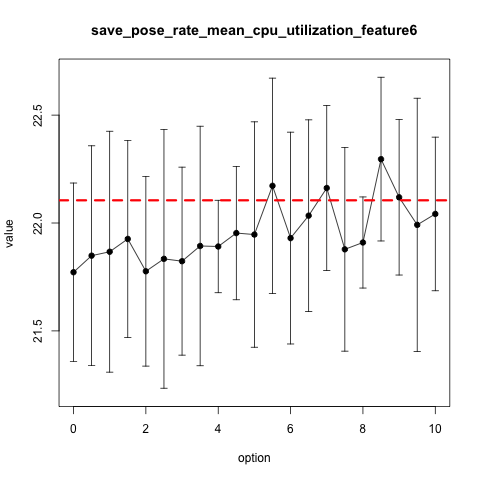 save_pose_rate_mean_cpu_utilization_feature6
22.5
22.0
21.5
value
0 2 4 6 8 10
option